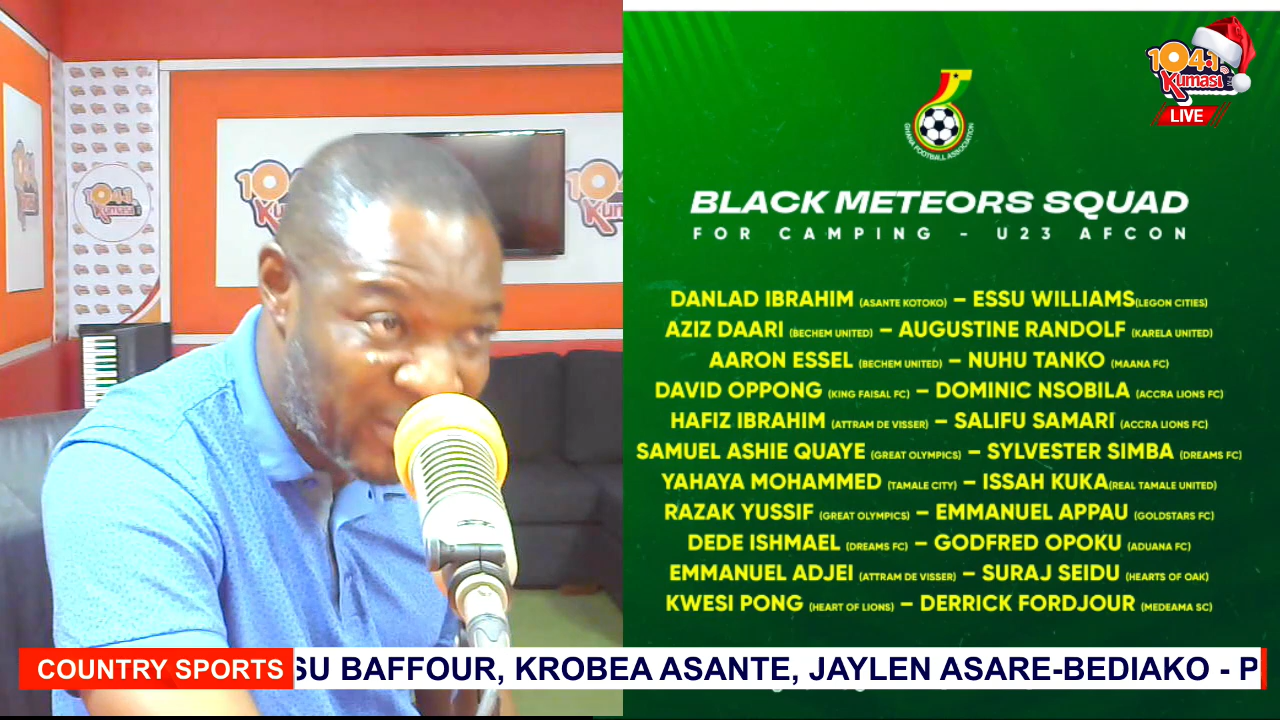 104.1
Kumasi
LIVE
104.1
Kumasi
GHANA FOOTBALL ASSOCIATION
BLACK METEORS SQUAD
FOR CAMPING - U23 AFCON
DANLAD IBRAHIM (ASANTE KOTOKO) – ESSU WILLIAMS(LEGON CITIES)
AZIZ DAARI (BECHEM UNITED) – AUGUSTINE RANDOLF (KARELA UNITED)
AARON ESSEL (BECHEM UNITED) – NUHU TANKO (MAANA FC)
DAVID OPPONG (KING FAISAL FC) – DOMINIC NSOBILA (ACCRA LIONS FC)
HAFIZ IBRAHIM (ATTRAM DE VISSER) – SALIFU SAMARI (ACCRA LIONS FC)
SAMUEL ASHIE QUAYE (GREAT OLYMPICS) – SYLVESTER SIMBA (DREAMS FC)
YAHAYA MOHAMMED (TAMALE CITY) – ISSAH KUKA(REAL TAMALE UNITED)
RAZAK YUSSIF (GREAT OLYMPICS) – EMMANUEL APPAU (GOLDSTARS FC)
DEDE ISHMAEL (DREAMS FC) – GODFRED OPOKU (ADUANA FC)
EMMANUEL ADJEI (ATTRAM DE VISSER) – SURAJ SEIDU (HEARTS OF OAK)
KWESI PONG (HEART OF LIONS) – DERRICK FORDJOUR (MEDEAMA SC)
COUNTRY SPORTS SU BAFFOUR, KROBEA ASANTE, JAYLEN ASARE-BEDIAKO - P